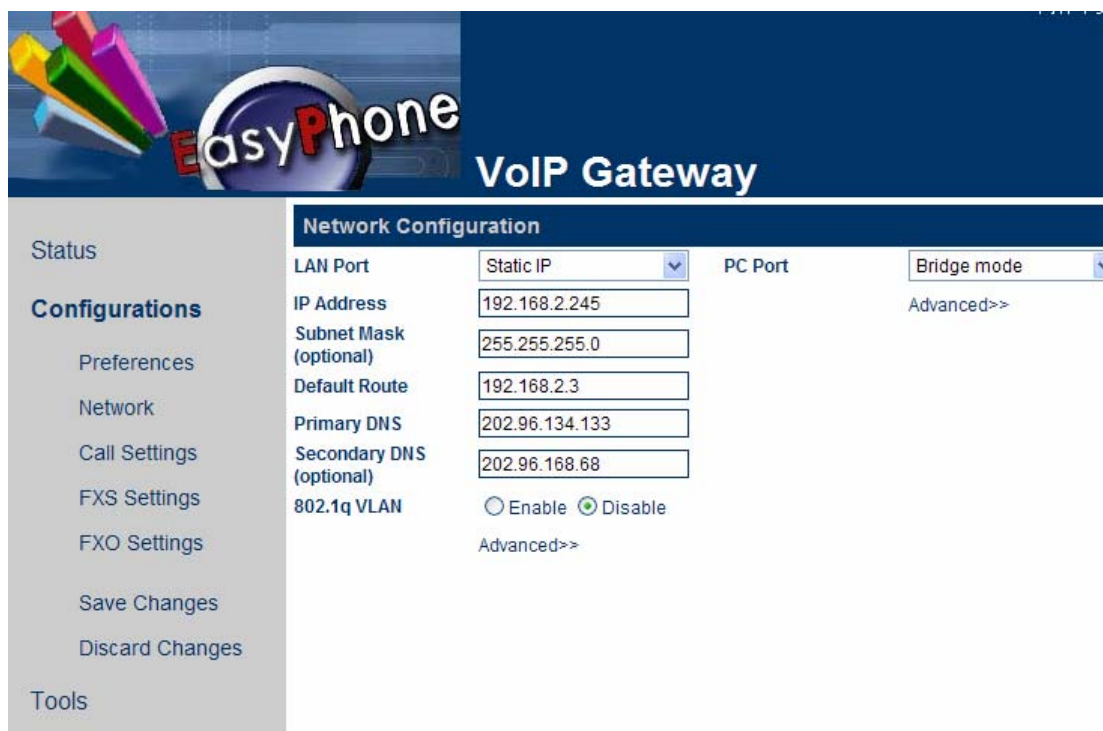 EasyPhone
VoIP Gateway
Status
Configurations
Preferences
Network
Call Settings
FXS Settings
FXO Settings
Save Changes
Discard Changes
Tools
Network Configuration
LAN Port Static IP PC Port Bridge mode
IP Address 192.168.2.245 Advanced>>
Subnet Mask
(optional) 255.255.255.0
Default Route 192.168.2.3
Primary DNS 202.96.134.133
Secondary DNS
(optional) 202.96.168.68
802.1q VLAN Enable Disable
Advanced>>